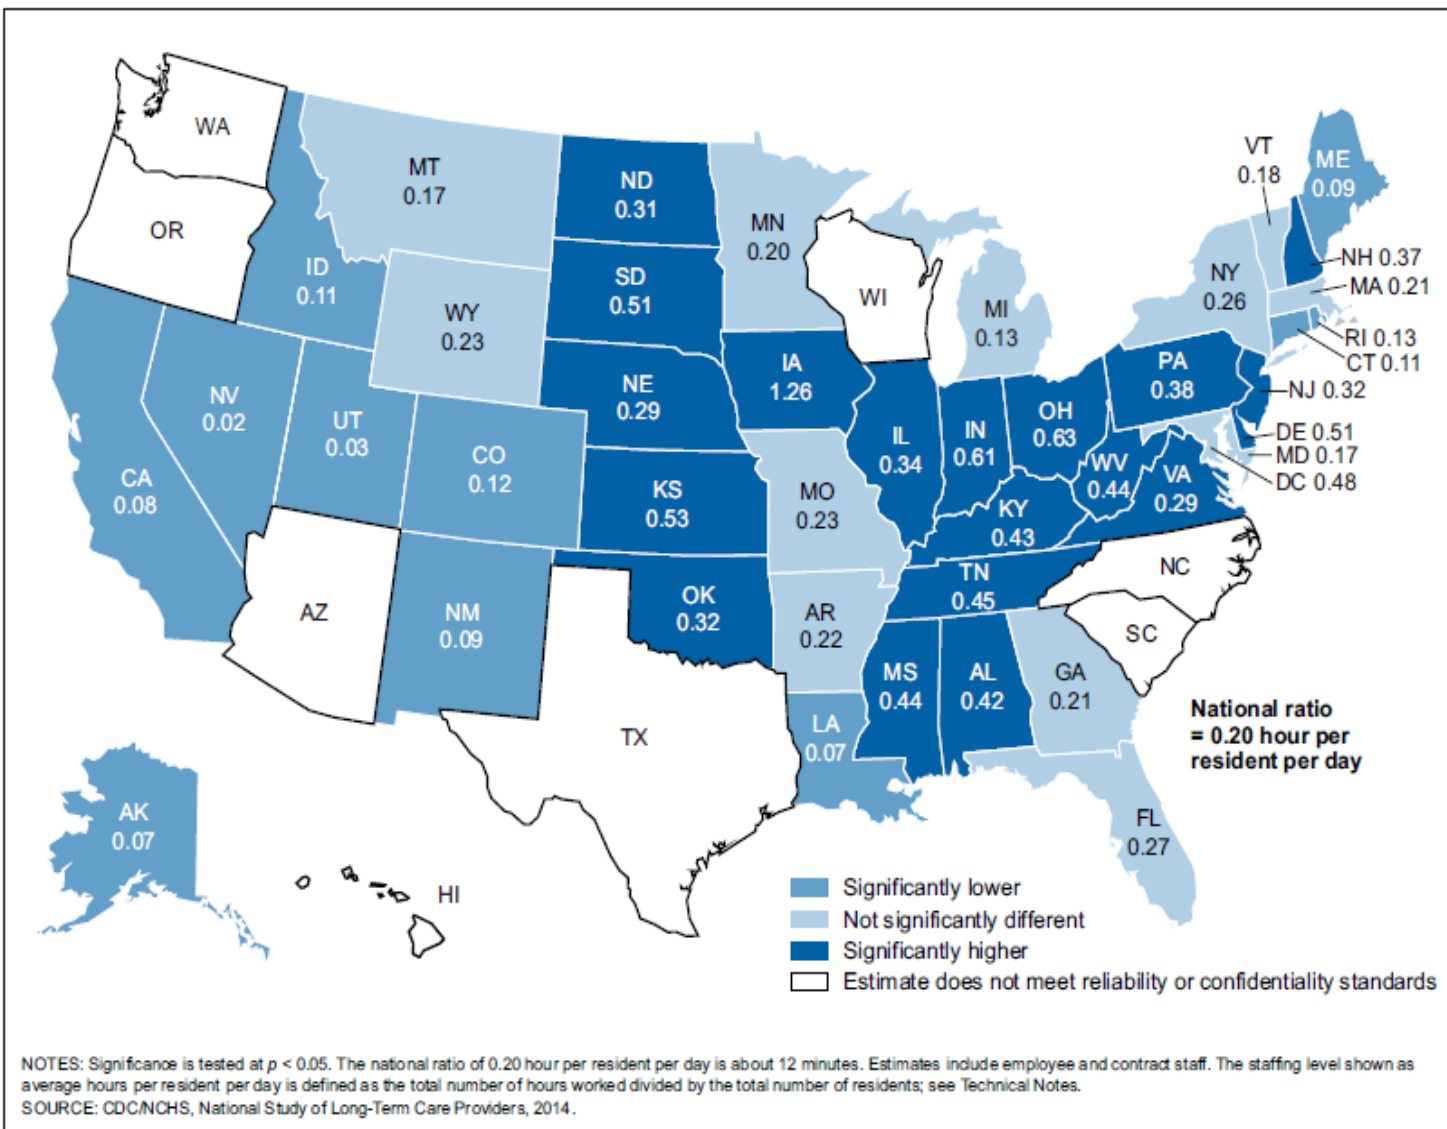 WA
OR
MT
0.17
ID
0.11
WY
0.23
NV
0.02
UT
0.03
CO
0.12
CA
0.08
AZ
NM
0.09
ND
0.31
SD
0.51
NE
0.29
KS
0.53
OK
0.32
TX
MN
0.20
IA
1.26
MO
0.23
AR
0.22
LA
0.07
WI
IL
0.34
MI
0.13
IN
0.61
OH
0.63
KY
0.43
TN
0.45
MS
0.44
AL
0.42
GA
0.21
FL
0.27
SC
NC
WV
0.44
VA
0.29
PA
0.38
NY
0.26
VT
0.18
ME
0.09
NH 0.37
MA 0.21
RI 0.13
CT 0.11
NJ 0.32
DE 0.51
MD 0.17
DC 0.48
AK
0.07
HI
National ratio
= 0.20 hour per
resident per day
Significantly lower
Not significantly different
Significantly higher
Estimate does not meet reliability or confidentiality standards
NOTES: Significance is tested at p < 0.05. The national ratio of 0.20 hour per resident per day is about 12 minutes. Estimates include employee and contract staff. The staffing level shown as
average hours per resident per day is defined as the total number of hours worked divided by the total number of residents; see Technical Notes.
SOURCE: CDC/NCHS, National Study of Long-Term Care Providers, 2014.